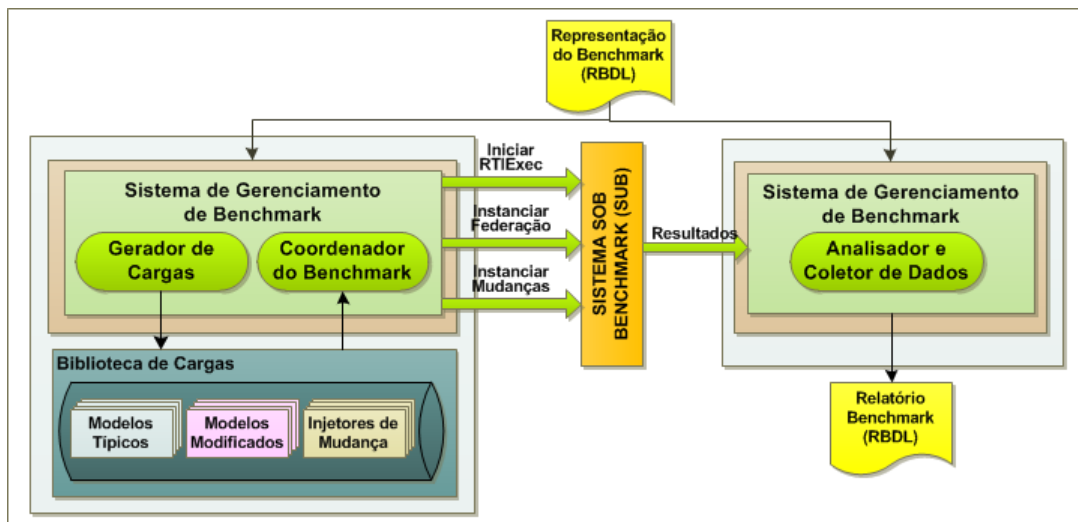 Representação
do Benchmark
(RBDL)
Sistema de Gerenciamento
de Benchmark
Gerador de
Cargas
Coordenador
do Benchmark
Iniciar
RTIExec
Instanciar
Federação
Instanciar
Mudanças
SISTEMA SOB
BENCHMARK (SUB)
Resultados
Sistema de Gerenciamento
de Benchmark
Analisador e
Coletor de Dados
Biblioteca de Cargas
Modelos
Típicos
Modelos
Modificados
Injetores de
Mudança
Relatório
Benchmark
(RBDL)